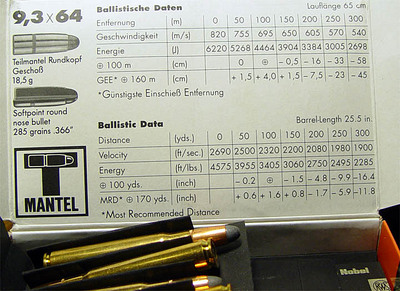 9,3x64
Teilmantel Rundkopf
Geschoß
18,5 g
Softpoint round
nose bullet
285 grains .366"
T
MANTEL
Ballistische Daten Lauflänge 65 cm
Entfernung (m) 0 50 100 150 200 250 300
Geschwindigkeit (m/s) 820 755 695 650 605 570 540
Energie (J) 6220 5268 4464 3904 3384 3005 2698
⊕ 100 m (cm) 0 ⊕ -0,5 -16 -33 -58
GEE* ⊕ 160 m (cm) +1,5 +4,0 +1,5 -7,5 -23 -45
*Günstigste Einschieß Entfernung
Ballistic Data Barrel-Length 25.5 in.
Distance (yds.) 0 50 100 150 200 250 300
Velocity (ft/sec.) 2690 2500 2320 2200 2080 1980 1900
Energy (ft/lbs.) 4575 3955 3405 3060 2750 2495 2285
⊕ 100 yds. (inch) -0.2 ⊕ -1.5 -4.8 -9.9 -16.4
MRD* ⊕ 170 yds. (inch) +0.6 +1.6 +0.8 -1.7 -5.9 -11.8
*Most Recommended Distance
Nobel
RWS